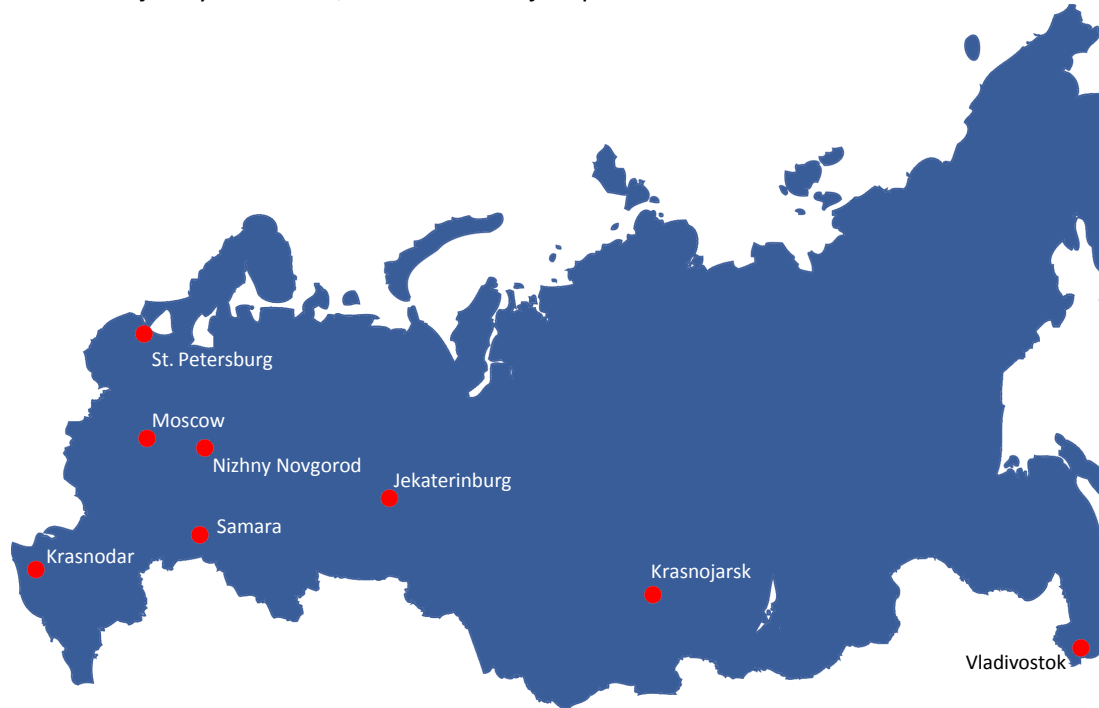 St. Petersburg
Moscow
Nizhny Novgorod
Jekaterinburg
Samara
Krasnodar
Krasnojarsk
Vladivostok